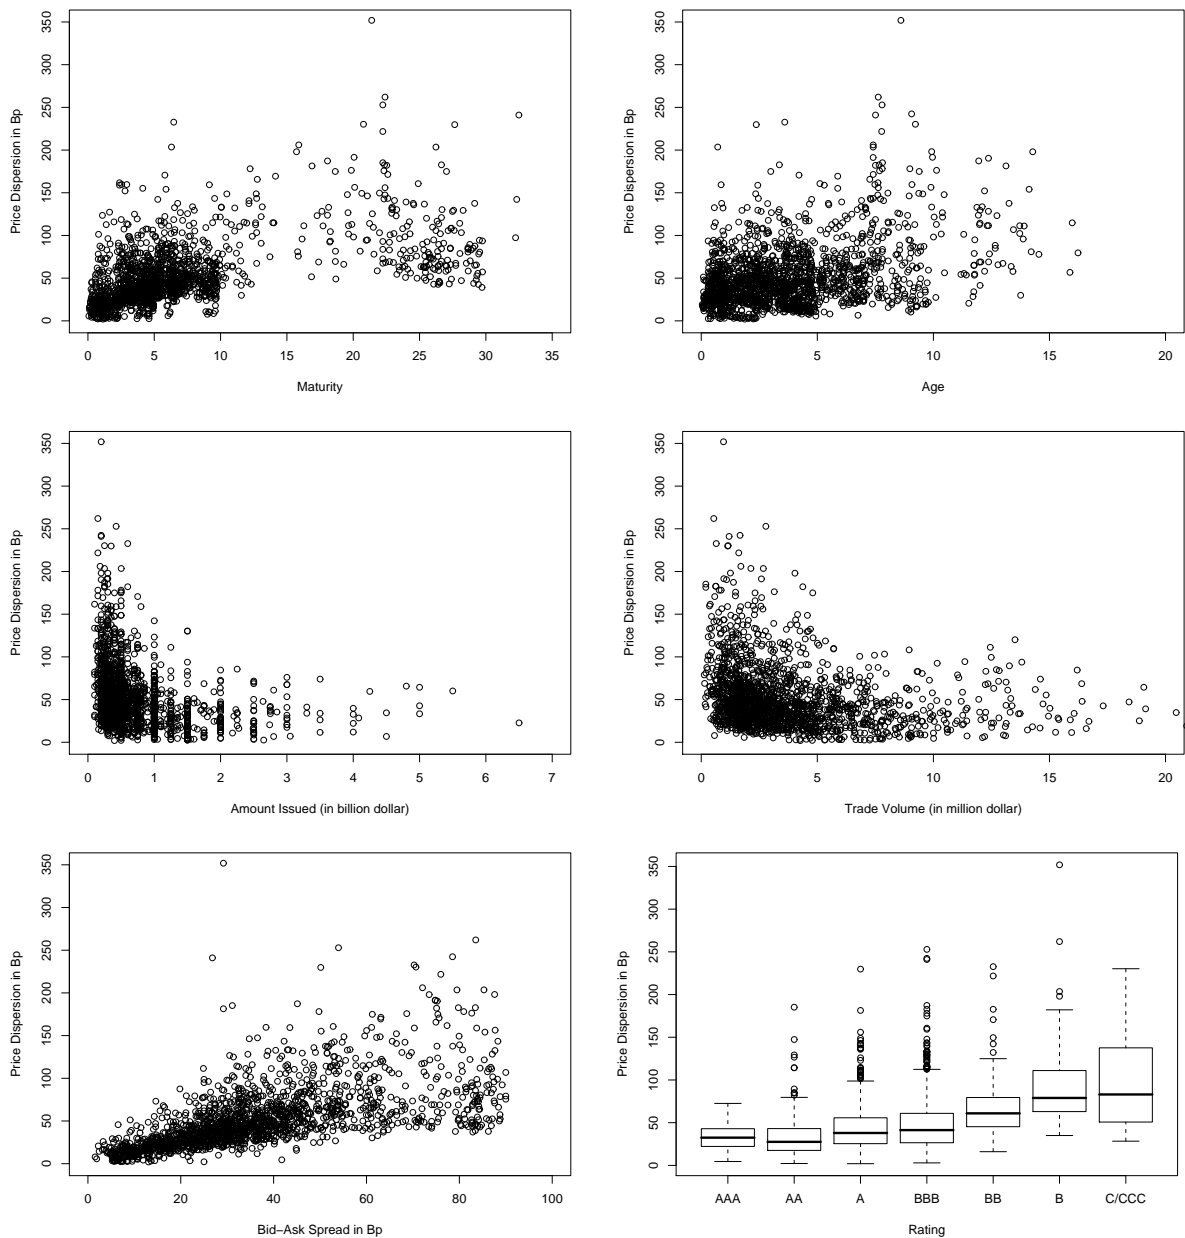 350
300
250
200
150
100
50
0
Price Dispersion in Bp
0 5 10 15 20 25 30 35
Maturity
350
300
250
200
150
100
50
0
Price Dispersion in Bp
0 5 10 15 20
Age
350
300
250
200
150
100
50
0
Price Dispersion in Bp
0 1 2 3 4 5 6 7
Amount Issued (in billion dollar)
350
300
250
200
150
100
50
0
Price Dispersion in Bp
0 5 10 15 20
Trade Volume (in million dollar)
350
300
250
200
150
100
50
0
Price Dispersion in Bp
0 20 40 60 80 100
Bid−Ask Spread in Bp
350
300
250
200
150
100
50
0
Price Dispersion in Bp
AAA AA A BBB BB B C/CCC
Rating